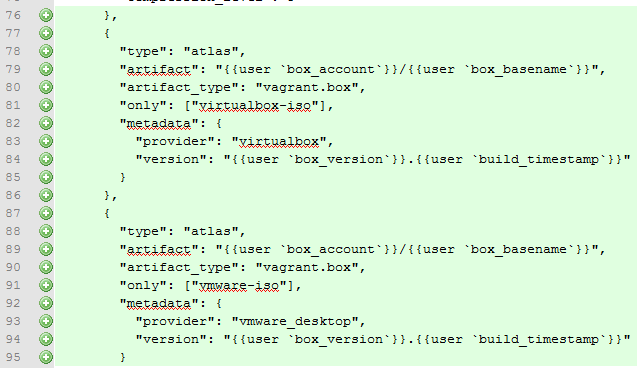 76 },
77 {
78 "type": "atlas",
79 "artifact": "{{user `box_account`}}/{{user `box_basename`}}",
80 "artifact_type": "vagrant.box",
81 "only": ["virtualbox-iso"],
82 "metadata": {
83 "provider": "virtualbox",
84 "version": "{{user `box_version`}}.{{user `build_timestamp`}}"
85 }
86 },
87 {
88 "type": "atlas",
89 "artifact": "{{user `box_account`}}/{{user `box_basename`}}",
90 "artifact_type": "vagrant.box",
91 "only": ["vmware-iso"],
92 "metadata": {
93 "provider": "vmware_desktop",
94 "version": "{{user `box_version`}}.{{user `build_timestamp`}}"
95 }